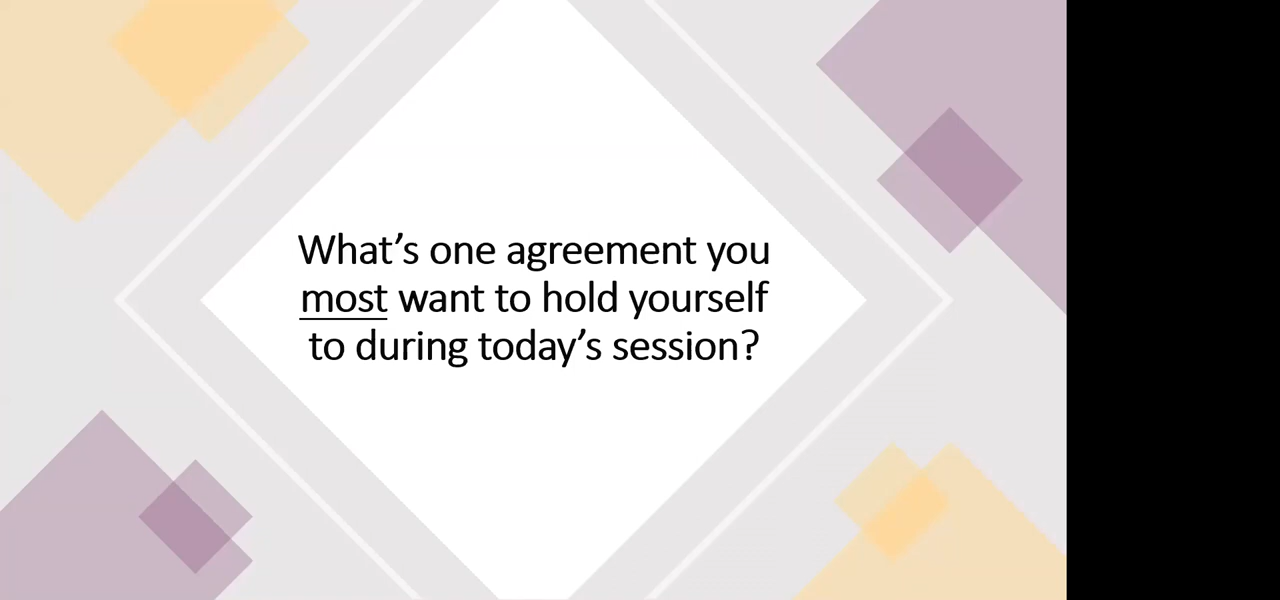 What’s one agreement you
most want to hold yourself
to during today’s session?